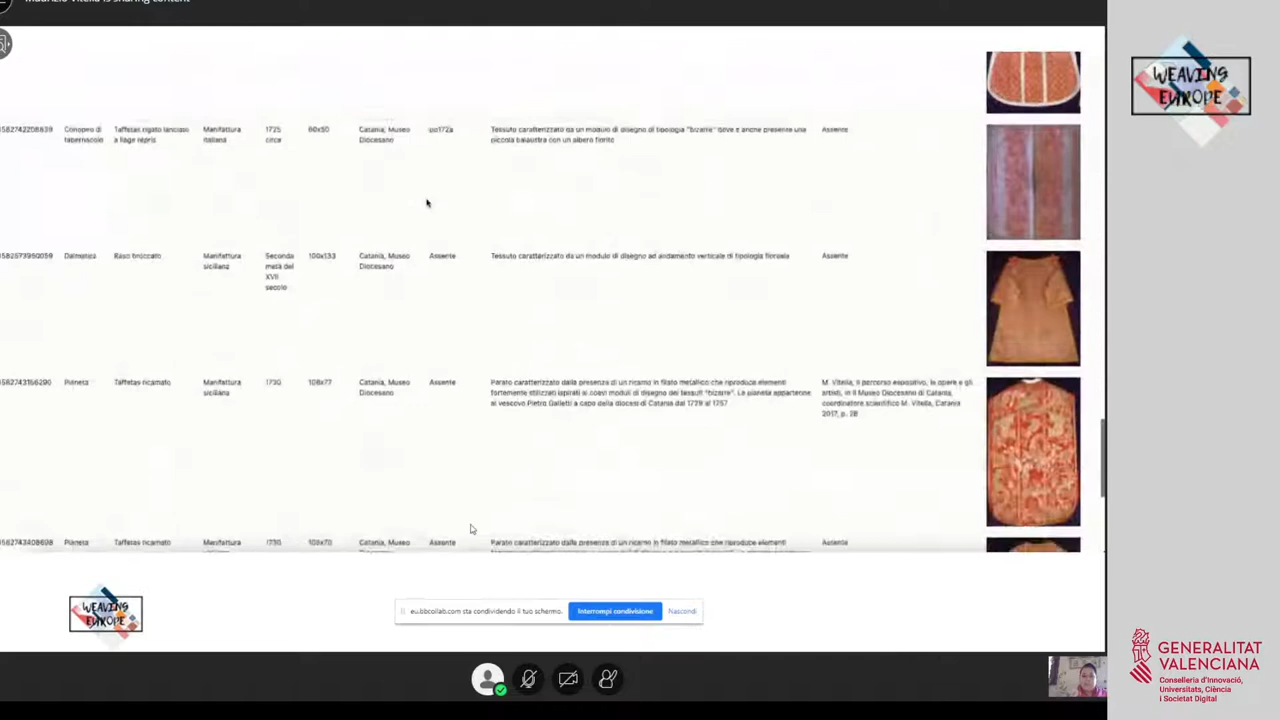 Maurizio Vitella is sharing content
WEAVING
EUROPE
1582742208839 Conopeo di Taffetas rigato lanciato Manifattura 1725 60x50 Catania, Museo Tessuto caratterizzato da un modulo di disegno di tipologia "bizarre" dove è anche presente una Assente
tabernacolo a liage repris italiana circa Diocesano piccola balaustra con un albero fiorito
Dalmatica Raso broccato Manifattura Seconda 100x133 Catania, Museo Assente Tessuto caratterizzato da un modulo di disegno ad andamento verticale di tipologia floreale Assente
siciliana metà del Diocesano
XVII
secolo
Pianeta Taffetas ricamato Manifattura 1730 108x77 Catania, Museo Assente Parato caratterizzato dalla presenza di un ricamo in filato metallico che riproduce elementi M. Vitella, Il percorso espositivo, le opere e gli
siciliana Diocesano fortemente stilizzati ispirati ai coevi moduli di disegno dei tessuti "bizarre". La pianeta appartenne artisti, in Il Museo Diocesano di Catania,
al vescovo Pietro Galletti a capo della diocesi di Catania dal 1729 al 1757 coordinatore scientifico M. Vitella, Catania
2017, p. 28
Pianeta Taffetas ricamato Manifattura 1730 Catania, Museo Assente Parato caratterizzato dalla presenza di un ricamo in filato metallico che riproduce elementi Assente
WEAVING
EUROPE
eu.bbcollab.com sta condividendo il tuo schermo. Interrompi condivisione Nascondi
GENERALITAT
VALENCIANA
Conselleria d'Innovació,
Universitats, Ciència
i Societat Digital